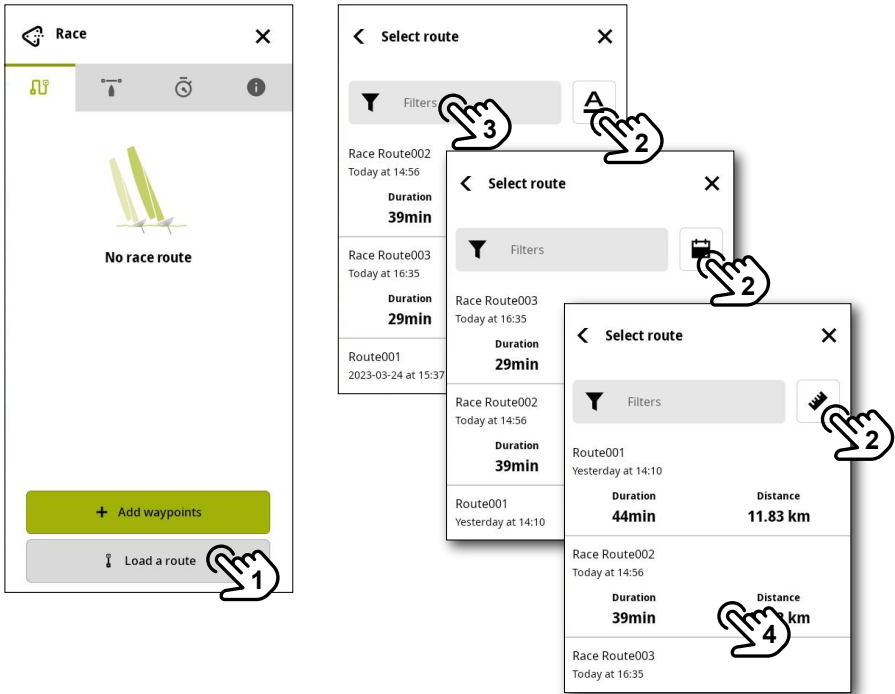 Race
No race route
+ Add waypoints
Load a route
1
Select route
Filters
3
A
2
Race Route002
Today at 14:56
Duration
39min
Race Route003
Today at 16:35
Duration
29min
Route001
2023-03-24 at 15:37
Select route
Filters
2
Race Route003
Today at 16:35
Duration
29min
Race Route002
Today at 14:56
Duration
39min
Route001
Yesterday at 14:10
Select route
Filters
2
Route001
Yesterday at 14:10
Duration Distance
44min 11.83 km
Race Route002
Today at 14:56
Duration Distance
39min km
4
Race Route003
Today at 16:35